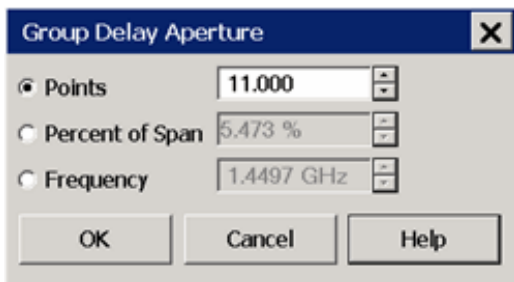 Group Delay Aperture
Points 11.000
Percent of Span 5.473 %
Frequency 1.4497 GHz
OK Cancel Help